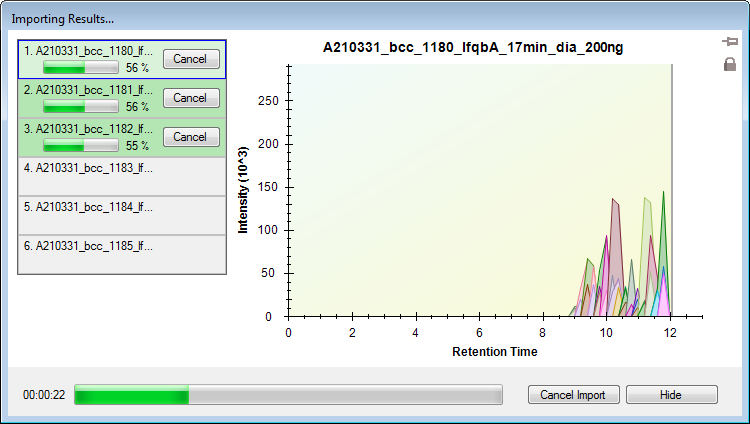 Importing Results...
1. A210331_bcc_1180_lf...
56 %
Cancel
2. A210331_bcc_1181_lf...
56 %
Cancel
3. A210331_bcc_1182_lf...
55 %
Cancel
4. A210331_bcc_1183_lf...
5. A210331_bcc_1184_lf...
6. A210331_bcc_1185_lf...
A210331_bcc_1180_lfqbA_17min_dia_200ng
Intensity (10^3)
250
200
150
100
50
0
0 2 4 6 8 10 12
Retention Time
00:00:22
Cancel Import
Hide